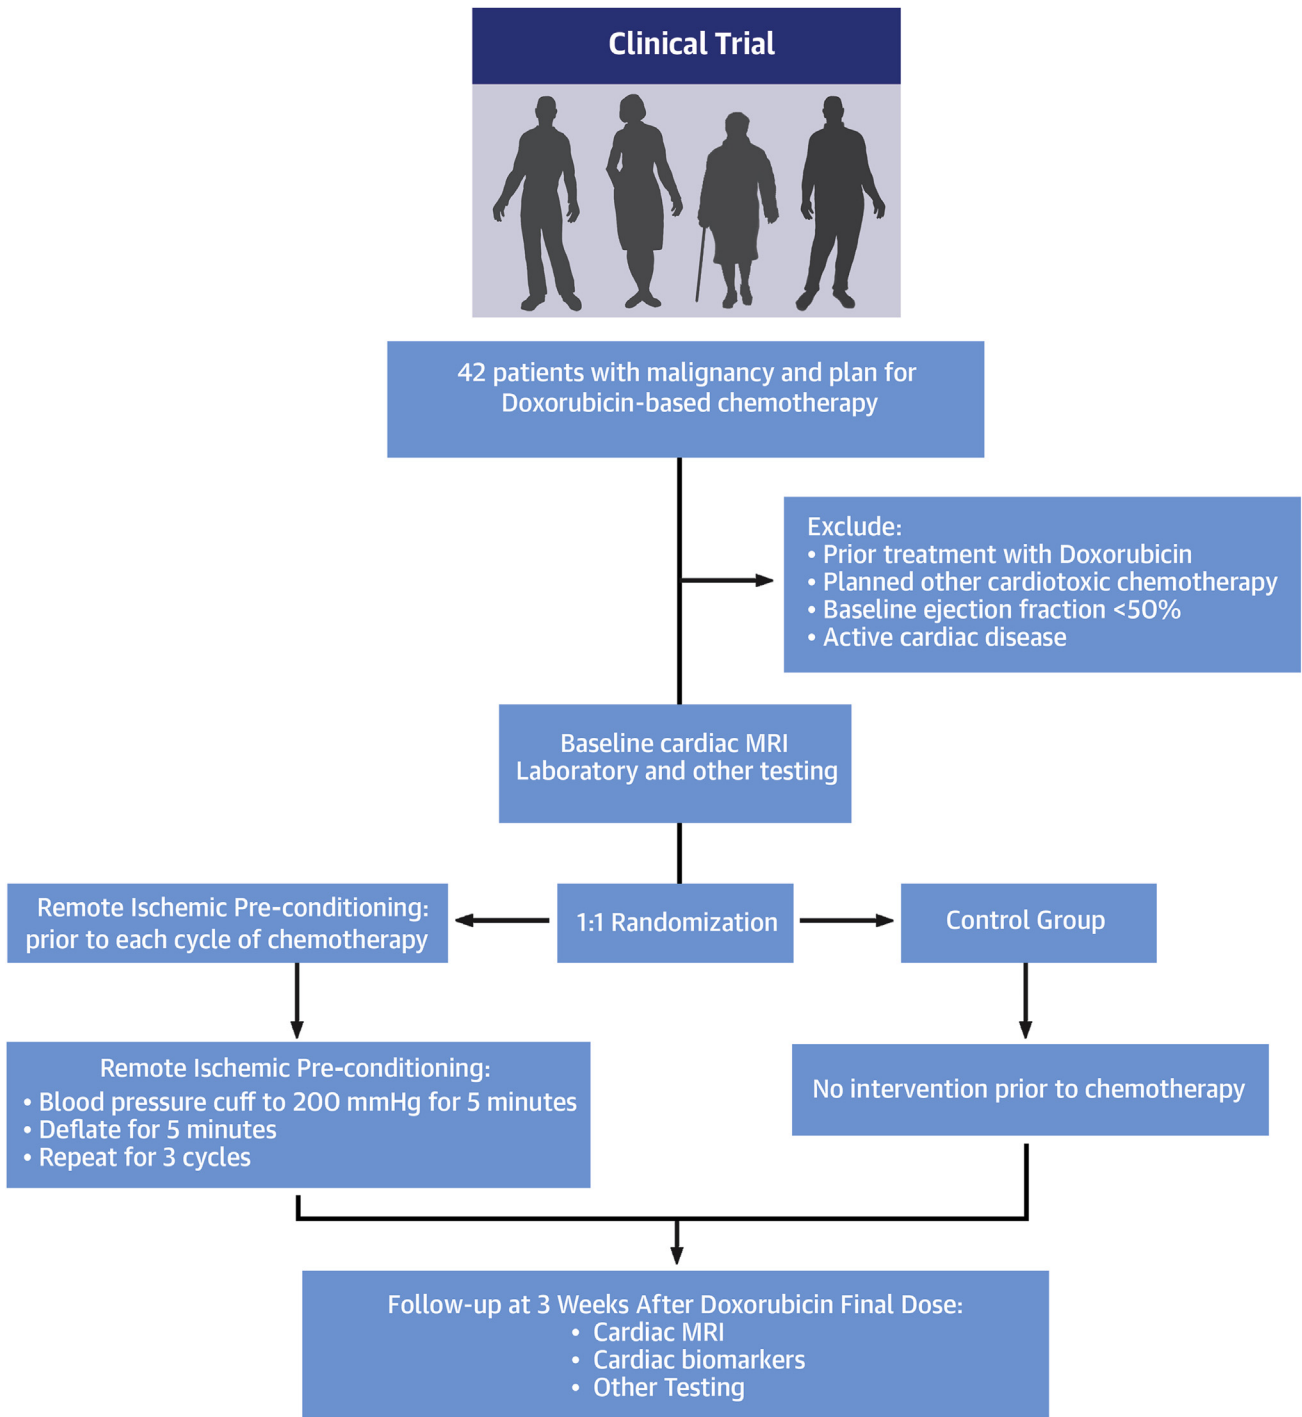 Clinical Trial
42 patients with malignancy and plan for
Doxorubicin-based chemotherapy
Exclude:
• Prior treatment with Doxorubicin
• Planned other cardiotoxic chemotherapy
• Baseline ejection fraction <50%
• Active cardiac disease
Baseline cardiac MRI
Laboratory and other testing
Remote Ischemic Pre-conditioning:
prior to each cycle of chemotherapy
1:1 Randomization
Control Group
Remote Ischemic Pre-conditioning:
• Blood pressure cuff to 200 mmHg for 5 minutes
• Deflate for 5 minutes
• Repeat for 3 cycles
No intervention prior to chemotherapy
Follow-up at 3 Weeks After Doxorubicin Final Dose:
• Cardiac MRI
• Cardiac biomarkers
• Other Testing